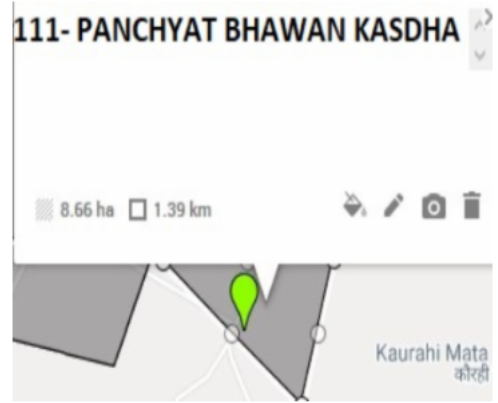 111- PANCHYAT BHAWAN KASDHA
8.66 ha 1.39 km
Kaurahi Mata
कौरही